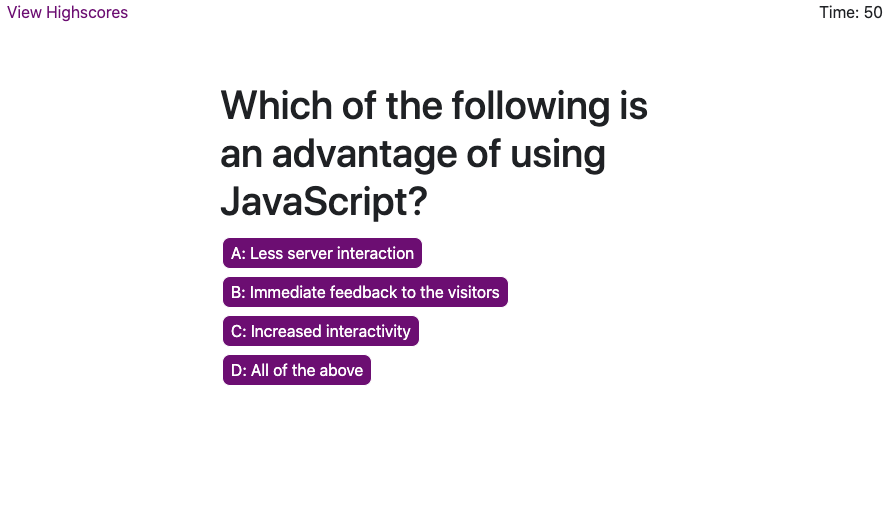 View Highscores
Time: 50
Which of the following is
an advantage of using
JavaScript?
A: Less server interaction
B: Immediate feedback to the visitors
C: Increased interactivity
D: All of the above